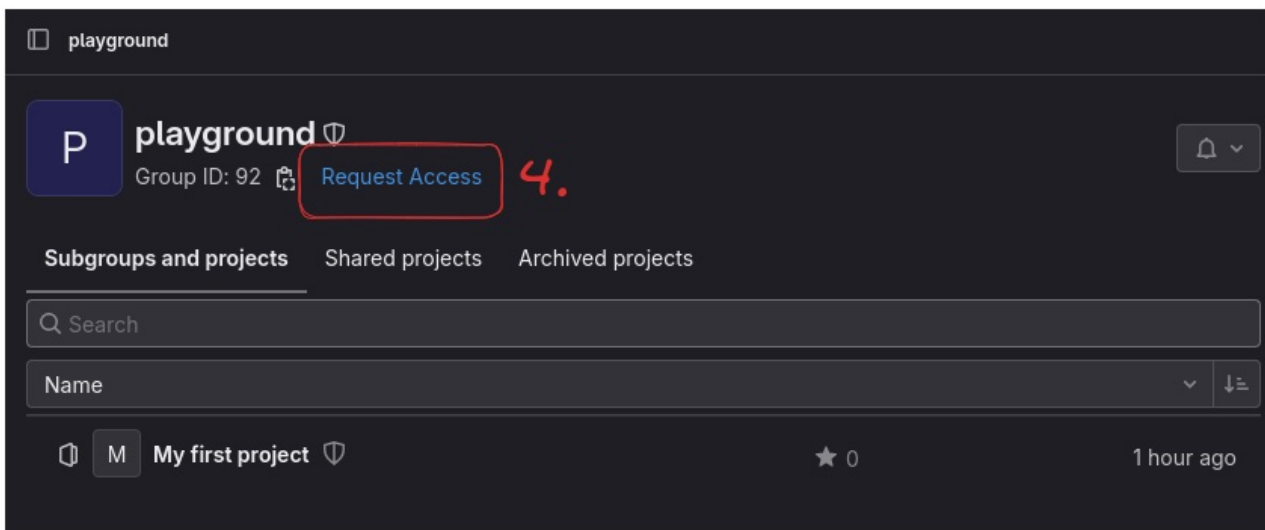 playground
P
playground
Group ID: 92 Request Access 4.
Subgroups and projects Shared projects Archived projects
Search
Name
M My first project 0 1 hour ago